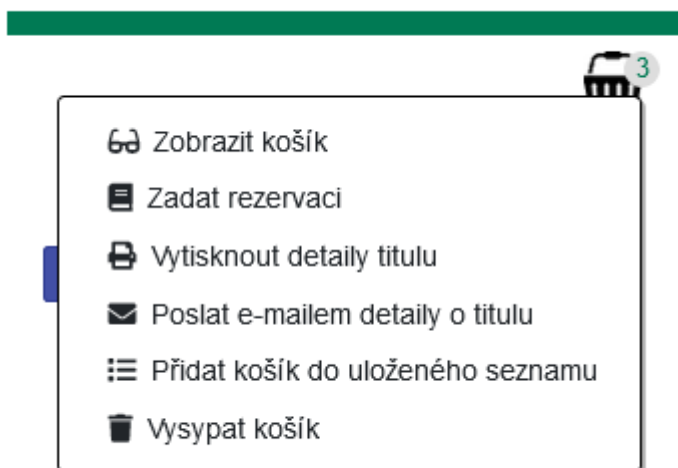 3
Zobrazit košík
Zadat rezervaci
Vytisknout detaily titulu
Poslat e-mailem detaily o titulu
Přidat košík do uloženého seznamu
Vysypat košík